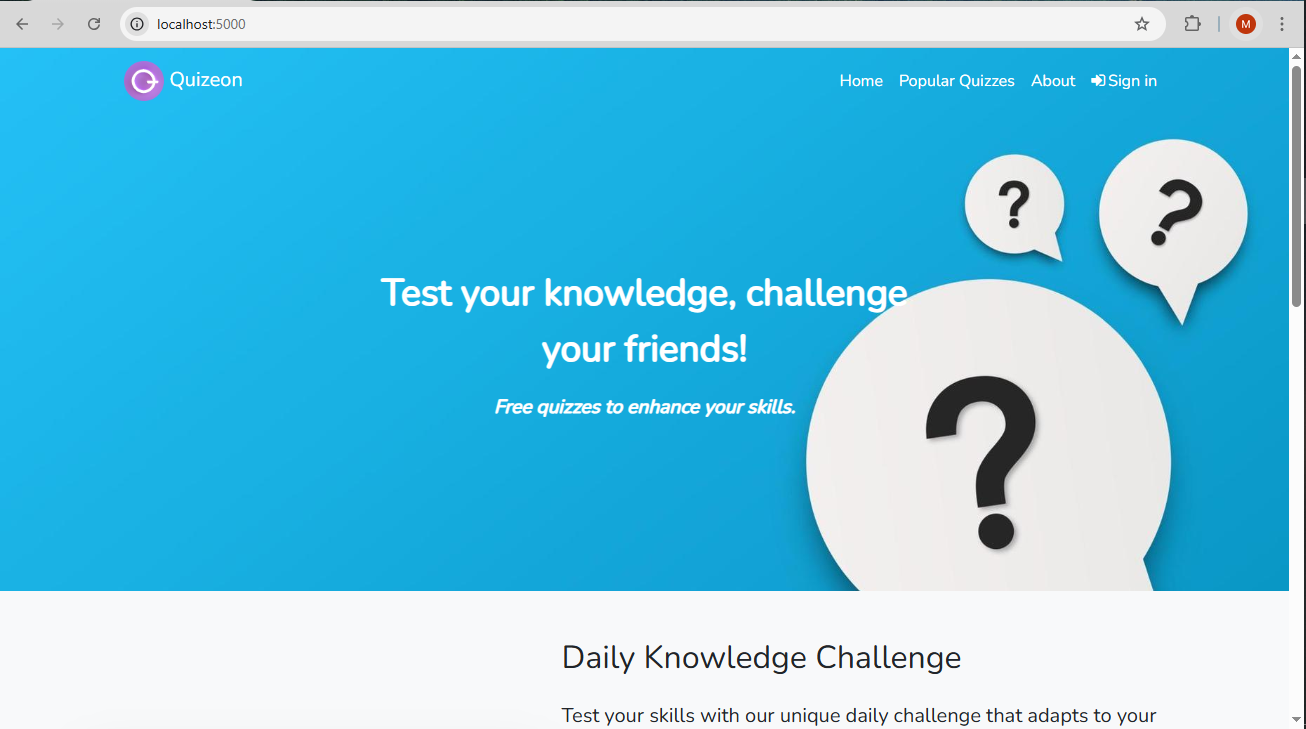 localhost:5000
M
Quizeon
Home Popular Quizzes About Sign in
?
?
Test your knowledge, challenge
your friends!
Free quizzes to enhance your skills.
?
Daily Knowledge Challenge
Test your skills with our unique daily challenge that adapts to your